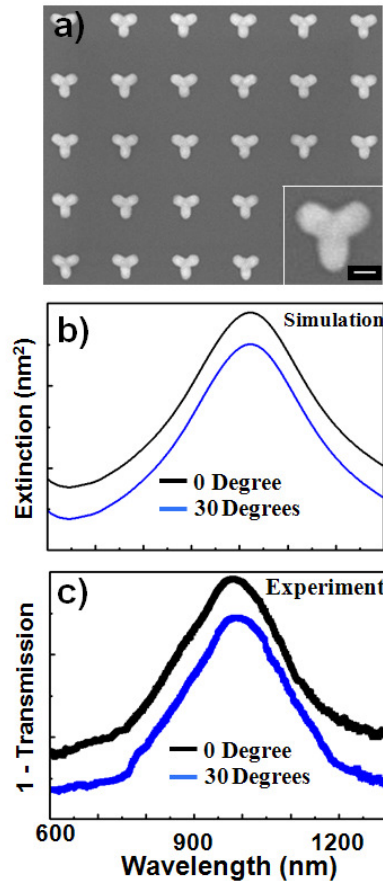 a)
b)
Simulation
Extinction (nm²)
0 Degree
30 Degrees
c)
Experiment
1 - Transmission
0 Degree
30 Degrees
600 900 1200
Wavelength (nm)